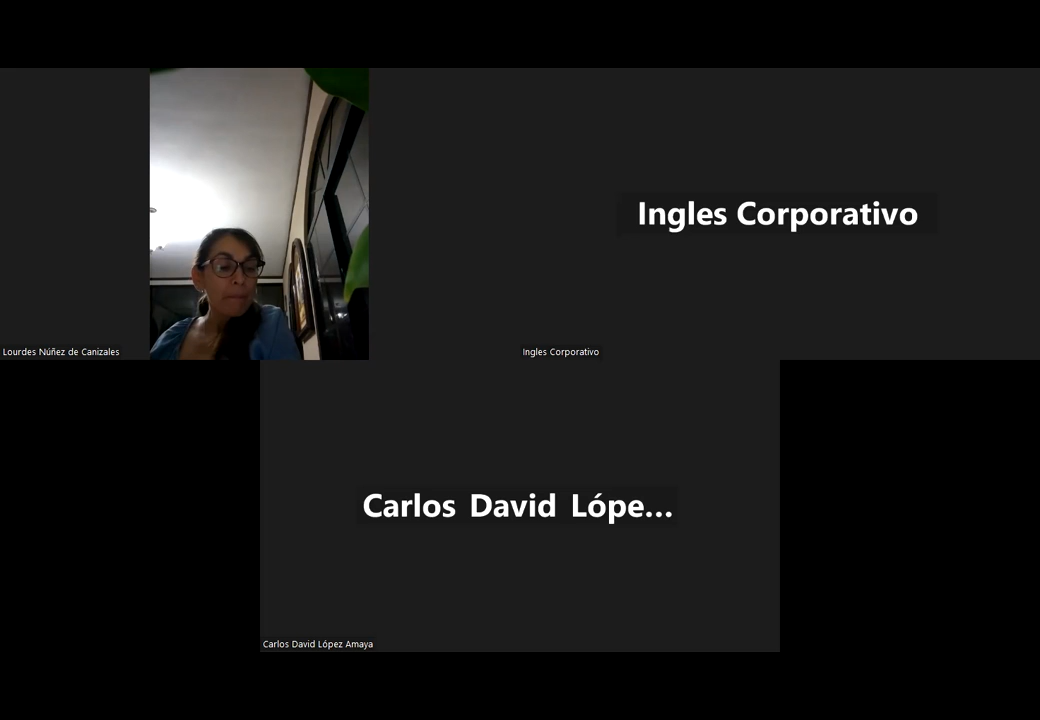 Ingles Corporativo
Lourdes Núñez de Canizales
Ingles Corporativo
Carlos David Lópe...
Carlos David López Amaya